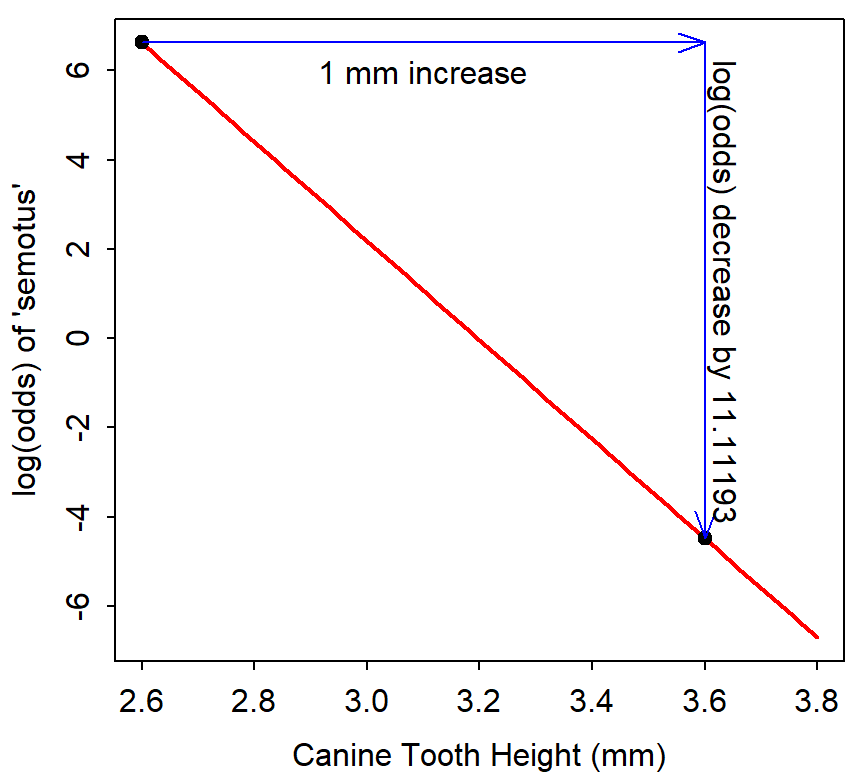 log(odds) of 'semotus'
6
4
2
0
-2
-4
-6
1 mm increase
log(odds) decrease by 11.11193
2.6 2.8 3.0 3.2 3.4 3.6 3.8
Canine Tooth Height (mm)